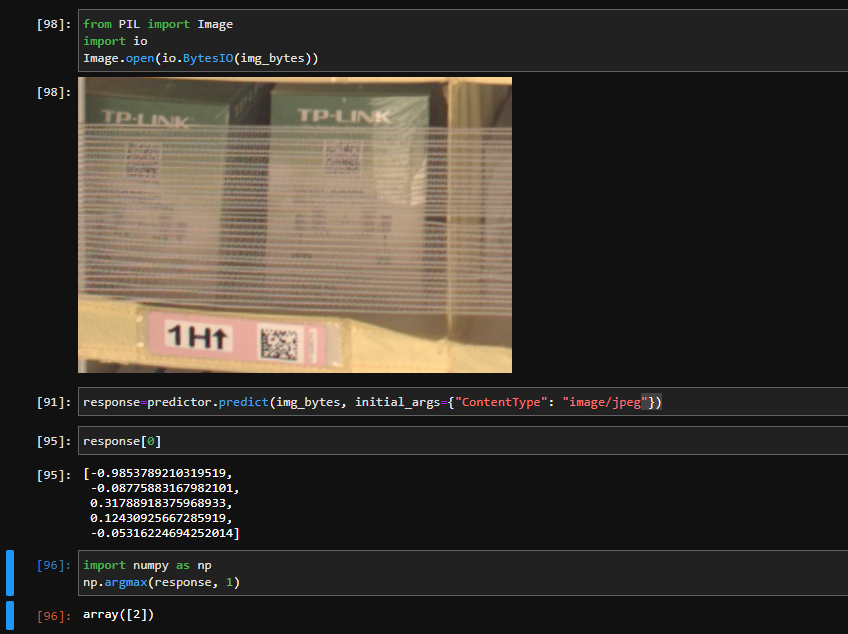 [98]: from PIL import Image
import io
Image.open(io.BytesIO(img_bytes))
[98]:
TP-LINK TP-LINK
1H↑
[91]: response=predictor.predict(img_bytes, initial_args={"ContentType": "image/jpeg"})
[95]: response[0]
[95]: [-0.9853789210319519,
-0.08775883167982101,
0.31788918375968933,
0.12430925667285919,
-0.05316224694252014]
[96]: import numpy as np
np.argmax(response, 1)
[96]: array([2])